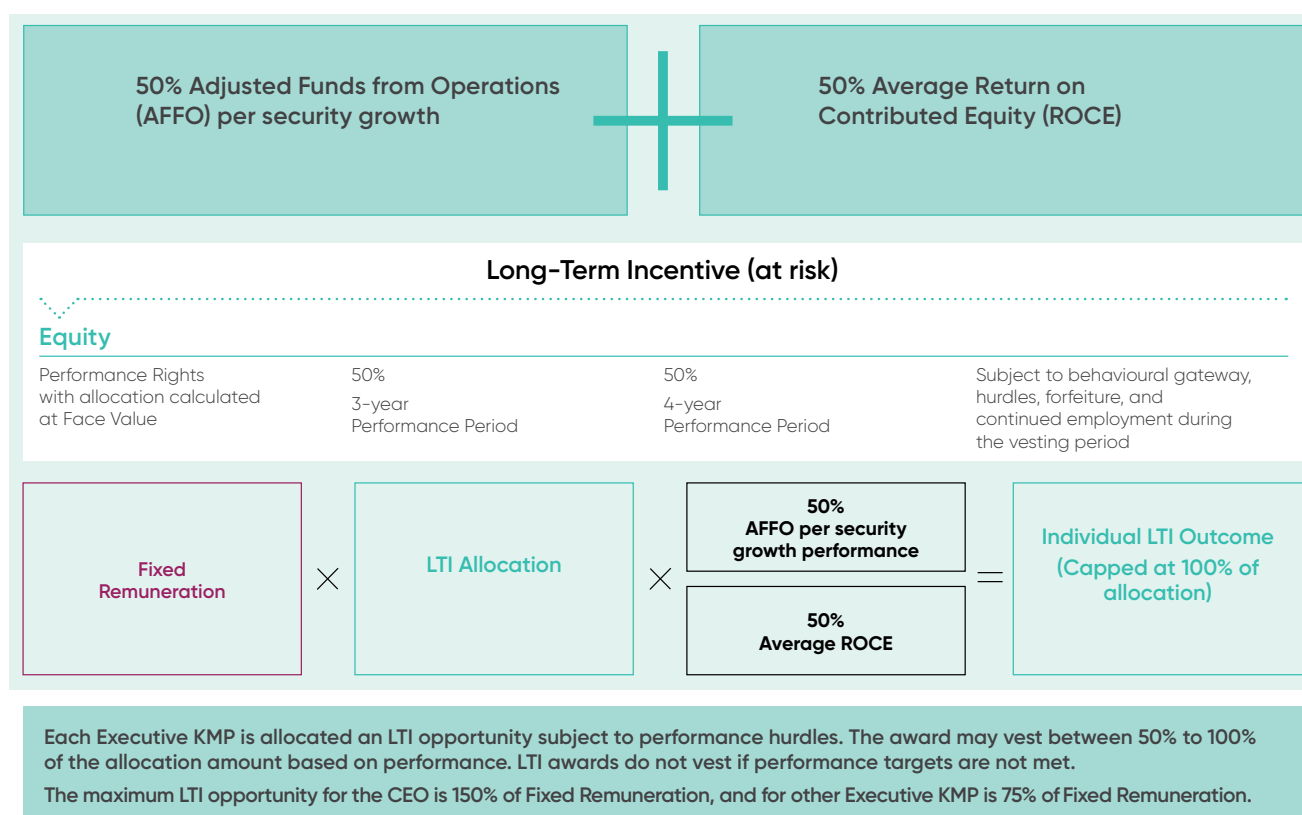 50% Adjusted Funds from Operations
(AFFO) per security growth
50% Average Return on
Contributed Equity (ROCE)
Long-Term Incentive (at risk)
Equity
Performance Rights
with allocation calculated
at Face Value
50%
3-year
Performance Period
50%
4-year
Performance Period
Subject to behavioural gateway,
hurdles, forfeiture, and
continued employment during
the vesting period
Fixed
Remuneration
×
LTI Allocation
×
50%
AFFO per security
growth performance
50%
Average ROCE
=
Individual LTI Outcome
(Capped at 100% of
allocation)
Each Executive KMP is allocated an LTI opportunity subject to performance hurdles. The award may vest between 50% to 100%
of the allocation amount based on performance. LTI awards do not vest if performance targets are not met.
The maximum LTI opportunity for the CEO is 150% of Fixed Remuneration, and for other Executive KMP is 75% of Fixed Remuneration.